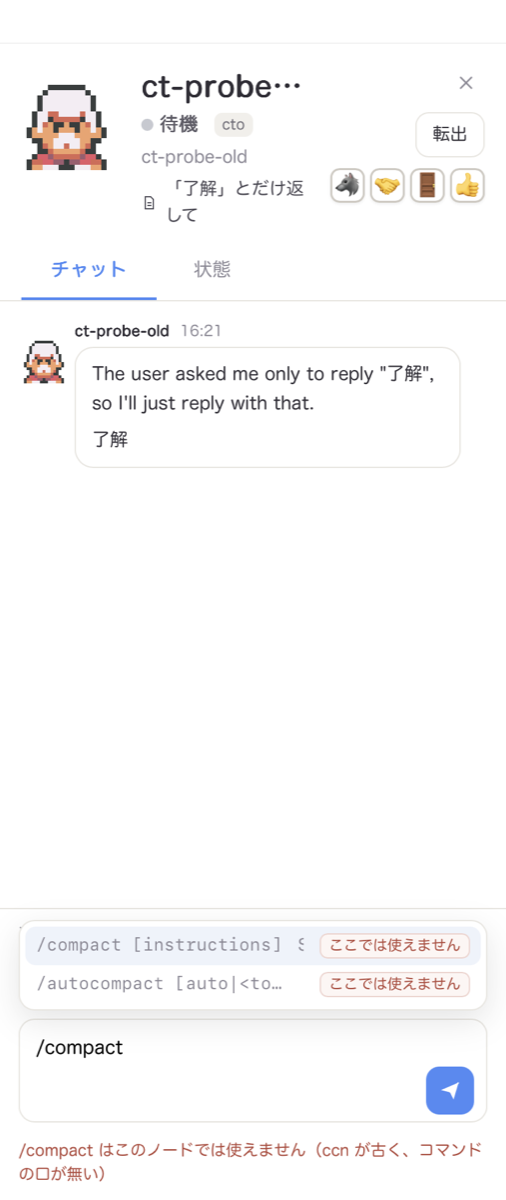 ct-probe…
待機 cto
転出
ct-probe-old
「了解」とだけ返
して
チャット 状態
ct-probe-old 16:21
The user asked me only to reply "了解",
so I'll just reply with that.
了解
/compact [instructions] ここでは使えません
/autocompact [auto|<to… ここでは使えません
/compact
/compact はこのノードでは使えません（ccn が古く、コマンド
の口が無い）